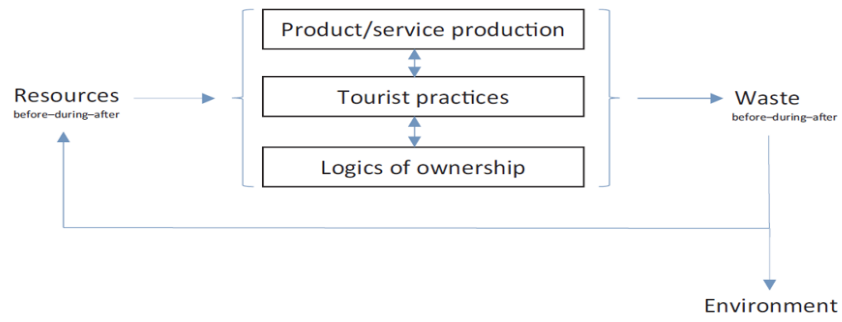 Product/service production
Resources
before–during–after
Tourist practices
Waste
before–during–after
Logics of ownership
Environment